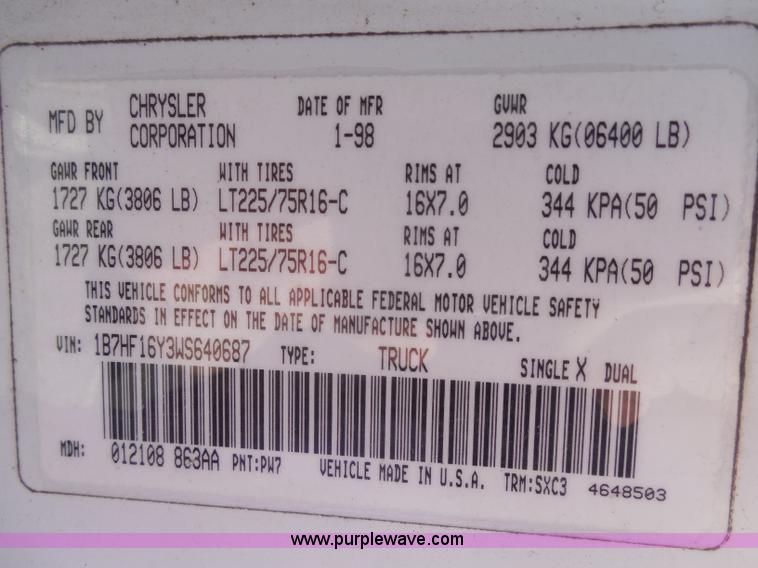 MFD BY CHRYSLER CORPORATION DATE OF MFR 1-98 GVWR 2903 KG(06400 LB)
GAWR FRONT WITH TIRES RIMS AT COLD
1727 KG(3806 LB) LT225/75R16-C 16X7.0 344 KPA(50 PSI)
GAWR REAR WITH TIRES RIMS AT COLD
1727 KG(3806 LB) LT225/75R16-C 16X7.0 344 KPA(50 PSI)
THIS VEHICLE CONFORMS TO ALL APPLICABLE FEDERAL MOTOR VEHICLE SAFETY
STANDARDS IN EFFECT ON THE DATE OF MANUFACTURE SHOWN ABOVE.
VIN: 1B7HF16Y3WS640687 TYPE: TRUCK SINGLE X DUAL
MDH: 012108 863AA PNT:PW7 VEHICLE MADE IN U.S.A. TRM:SXC3 4648503
www.purplewave.com